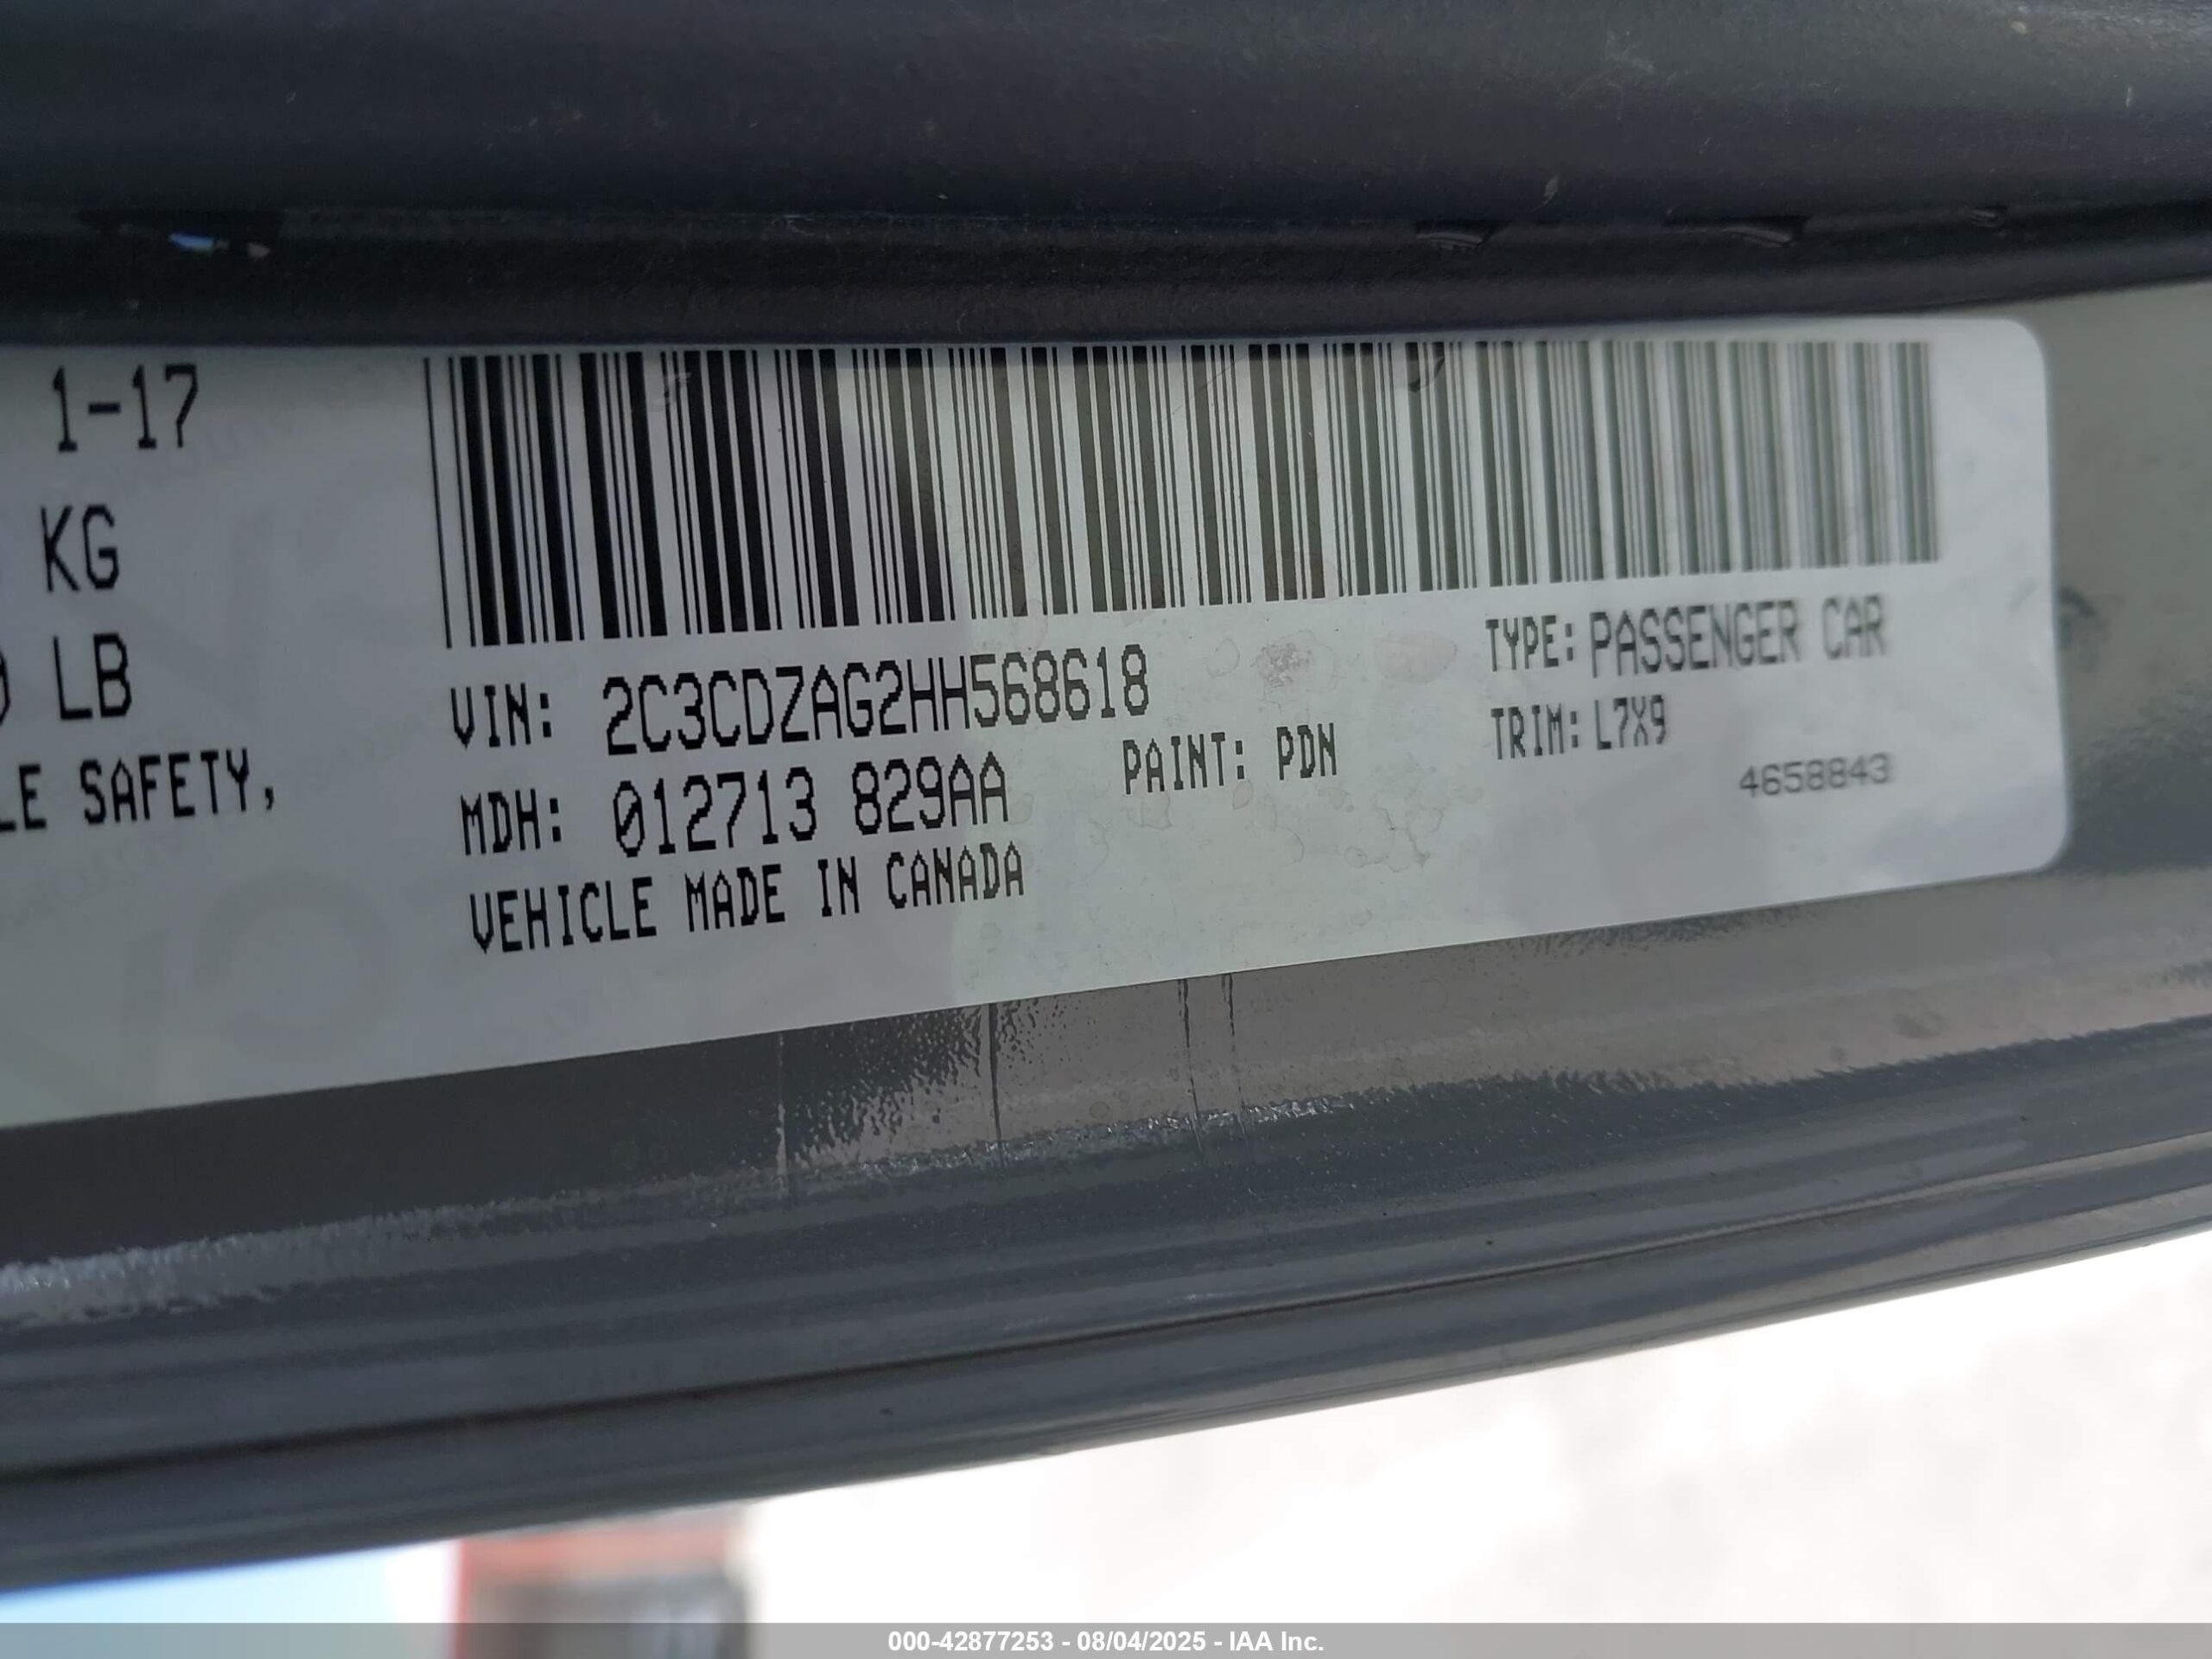 1-17
KG
LB
LE SAFETY,
VIN: 2C3CDZAG2HH568618
MDH: 012713 829AA
VEHICLE MADE IN CANADA
PAINT: PDN
TYPE: PASSENGER CAR
TRIM: L7X9
4658843
000-42877253 - 08/04/2025 - IAA Inc.